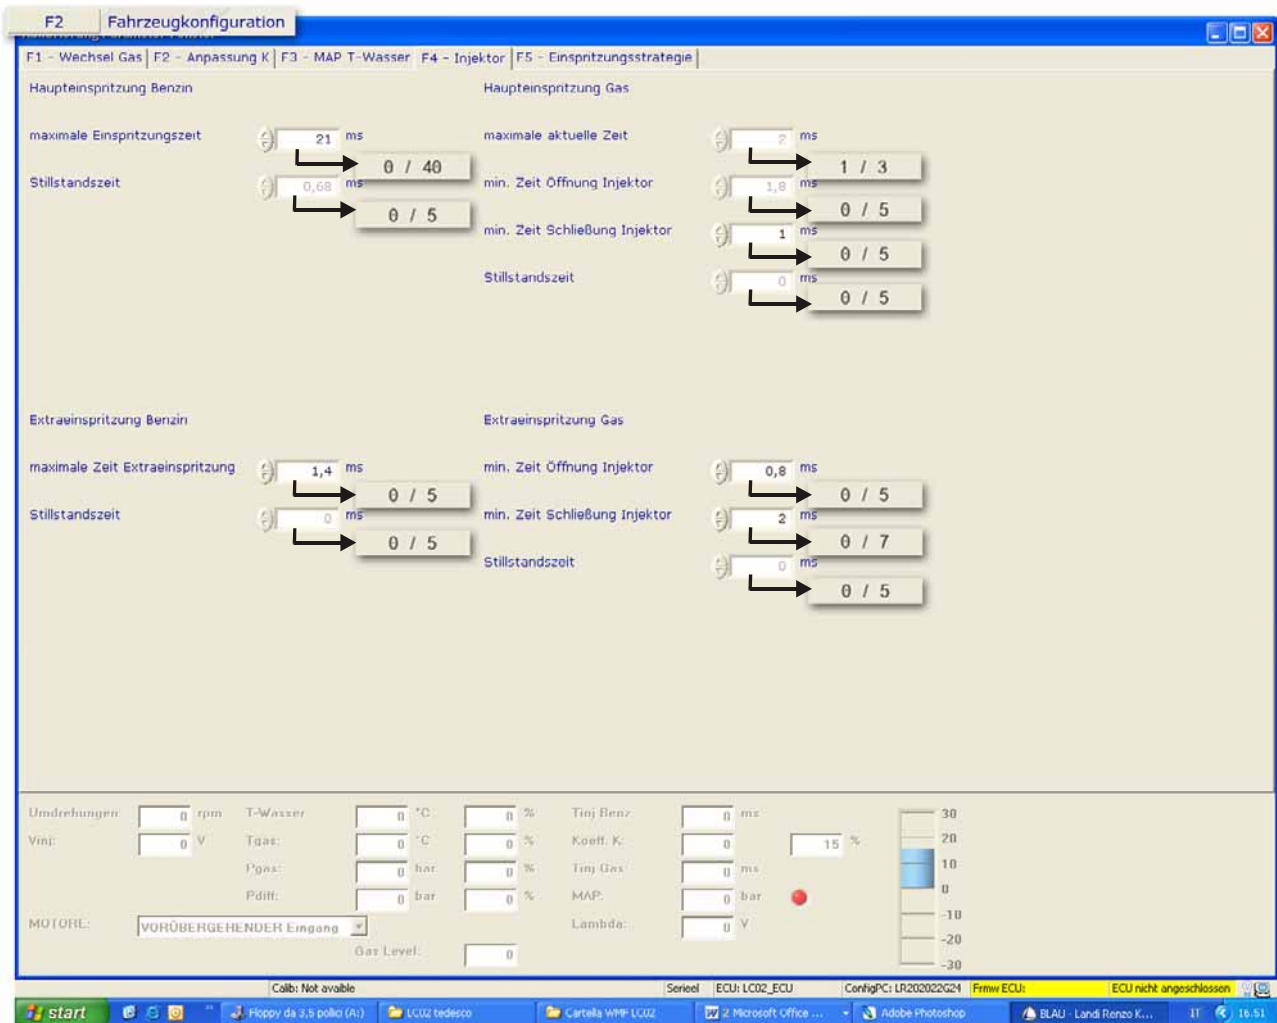 F2 Fahrzeugkonfiguration
F1 - Wechsel Gas F2 - Anpassung K F3 - MAP T-Wasser F4 - Injektor F5 - Einspritzungsstrategie
Haupteinspritzung Benzin Haupteinspritzung Gas
maximale Einspritzungszeit 21 ms maximale aktuelle Zeit 2 ms
0 / 40 1 / 3
Stillstandszeit 0,68 ms min. Zeit Öffnung Injektor 1,8 ms
0 / 5 0 / 5
min. Zeit Schließung Injektor 1 ms
0 / 5
Stillstandszeit 0 ms
0 / 5
Extraeinspritzung Benzin Extraeinspritzung Gas
maximale Zeit Extraeinspritzung 1,4 ms min. Zeit Öffnung Injektor 0,8 ms
0 / 5 0 / 5
Stillstandszeit 0 ms min. Zeit Schließung Injektor 2 ms
0 / 5 0 / 7
Stillstandszeit 0 ms
0 / 5
Umdrehungen 0 rpm T-Wasser 0 °C 0 % Tinj Benz 0 ms 30
Vinj: 0 V Tgas: 0 °C 0 % Koeff. K: 0 15 % 20
Pgas: 0 bar 0 % Tinj Gas 0 ms 10
Pdiff: 0 bar 0 % MAP: 0 bar 0
MOTORE: VORÜBERGEHENDER Eingang Lambda: 0 V -10
-20
Gas Level: 0 -30
Calib: Not avaible Serieel ECU: LC02_ECU ConfigPC: LR202022G24 Frmw ECU: ECU nicht angeschlossen
start Floppy da 3,5 pollici (A:) LC02 tedesco Cartella WMF LC02 2 Microsoft Office ... Adobe Photoshop BLAU - Landi Renzo K... IT 16.51